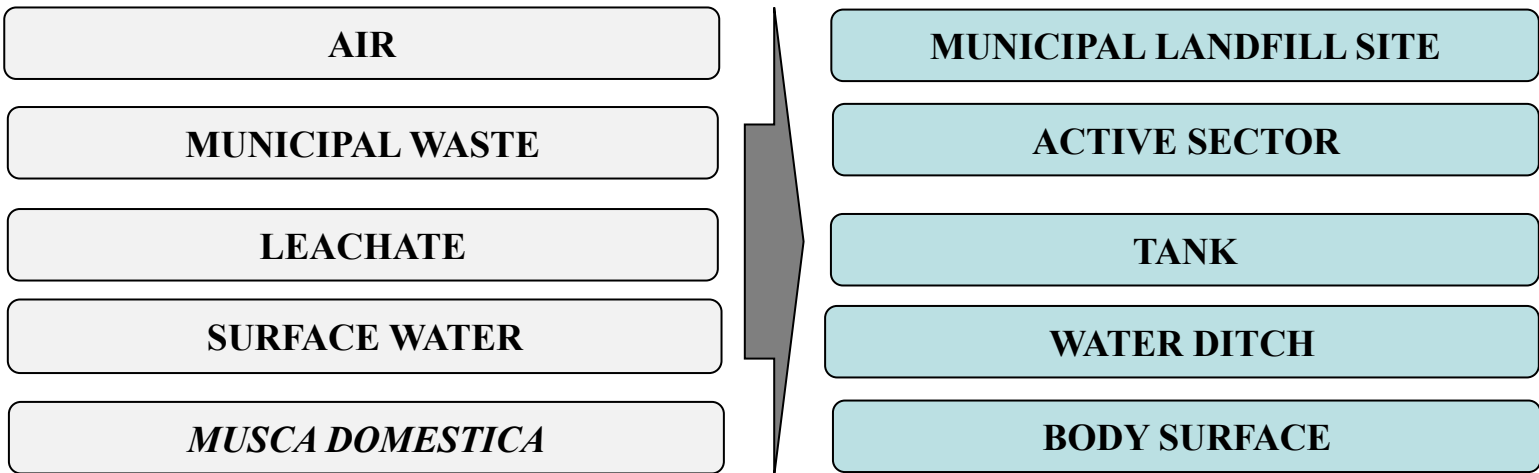 AIR
MUNICIPAL LANDFILL SITE
MUNICIPAL WASTE
ACTIVE SECTOR
LEACHATE
TANK
SURFACE WATER
WATER DITCH
MUSCA DOMESTICA
BODY SURFACE